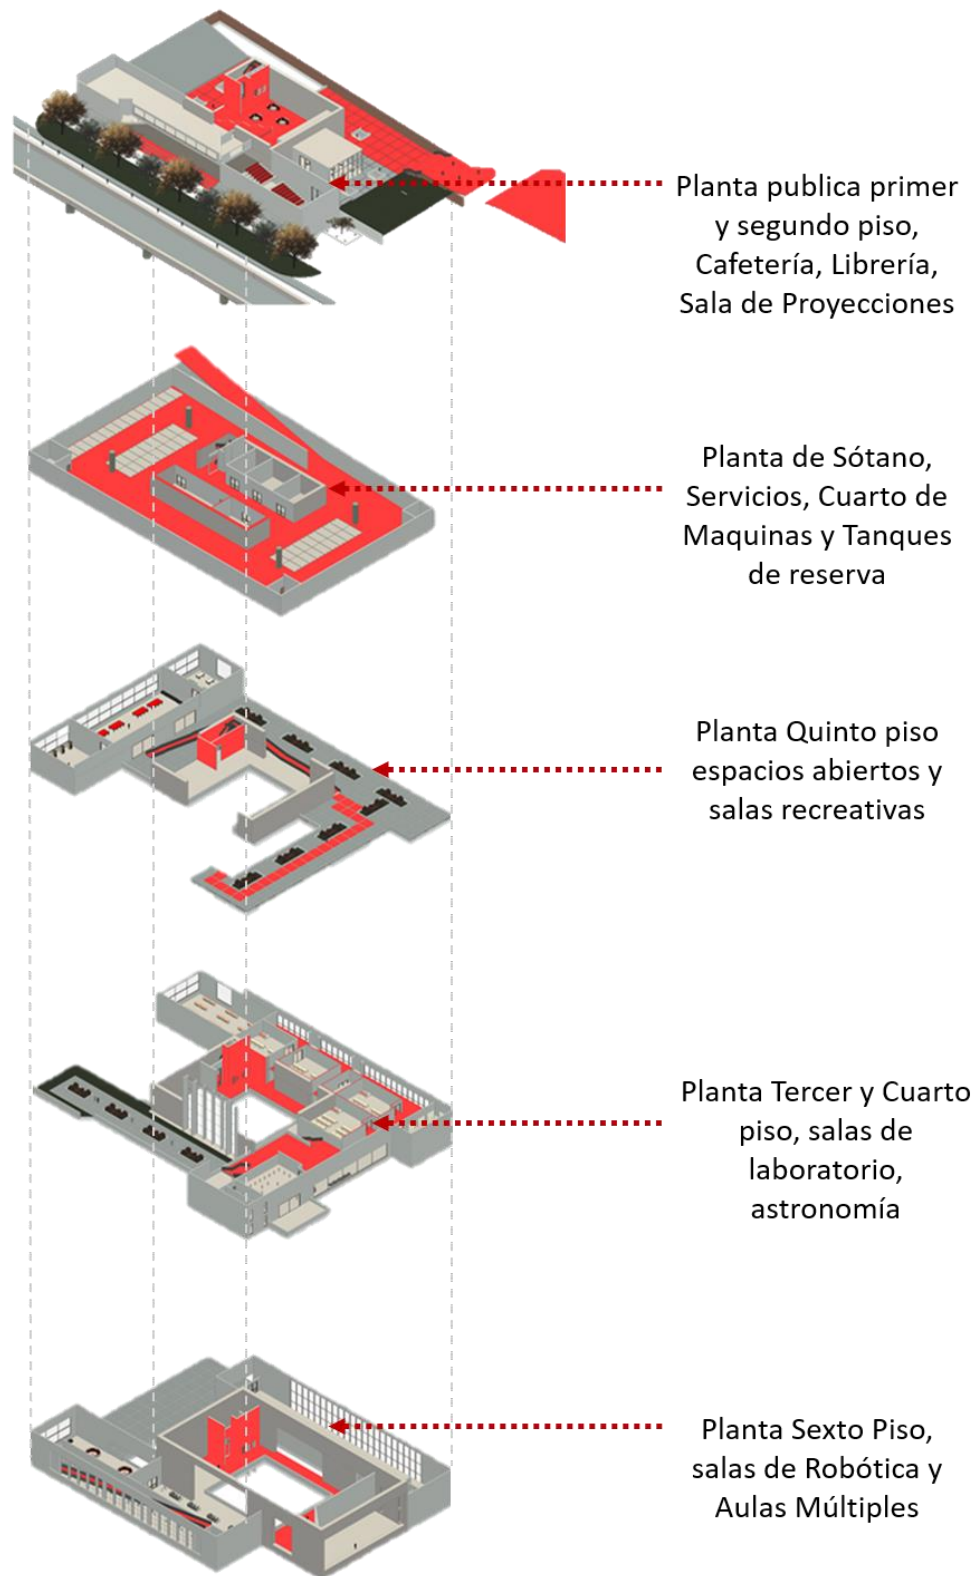 Planta publica primer
y segundo piso,
Cafetería, Librería,
Sala de Proyecciones
Planta de Sótano,
Servicios, Cuarto de
Maquinas y Tanques
de reserva
Planta Quinto piso
espacios abiertos y
salas recreativas
Planta Tercer y Cuarto
piso, salas de
laboratorio,
astronomía
Planta Sexto Piso,
salas de Robótica y
Aulas Múltiples